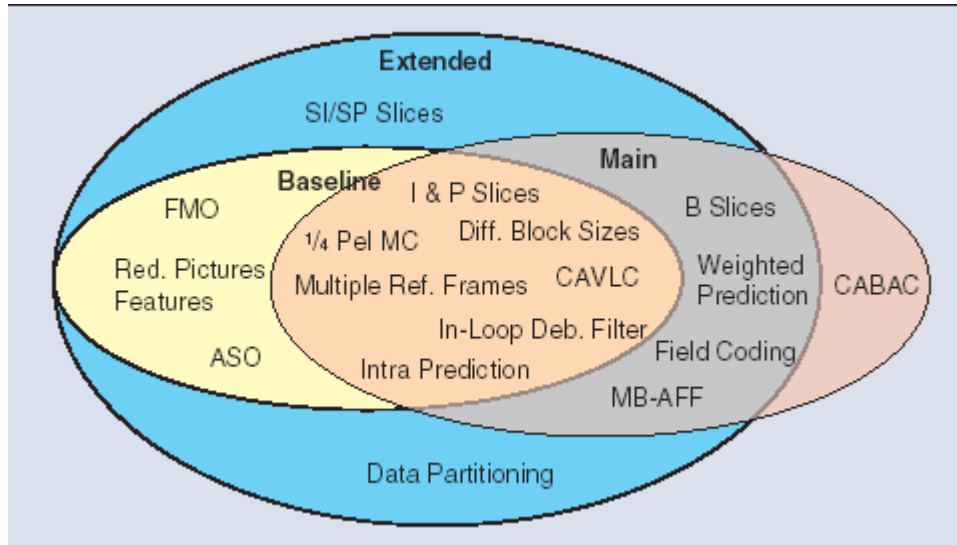 Extended
SI/SP Slices
Main
Baseline
I & P Slices
FMO
B Slices
¼ Pel MC
Diff. Block Sizes
Red. Pictures
Features
Multiple Ref. Frames
CAVLC
Weighted
Prediction
CABAC
In-Loop Deb. Filter
ASO
Intra Prediction
Field Coding
MB-AFF
Data Partitioning